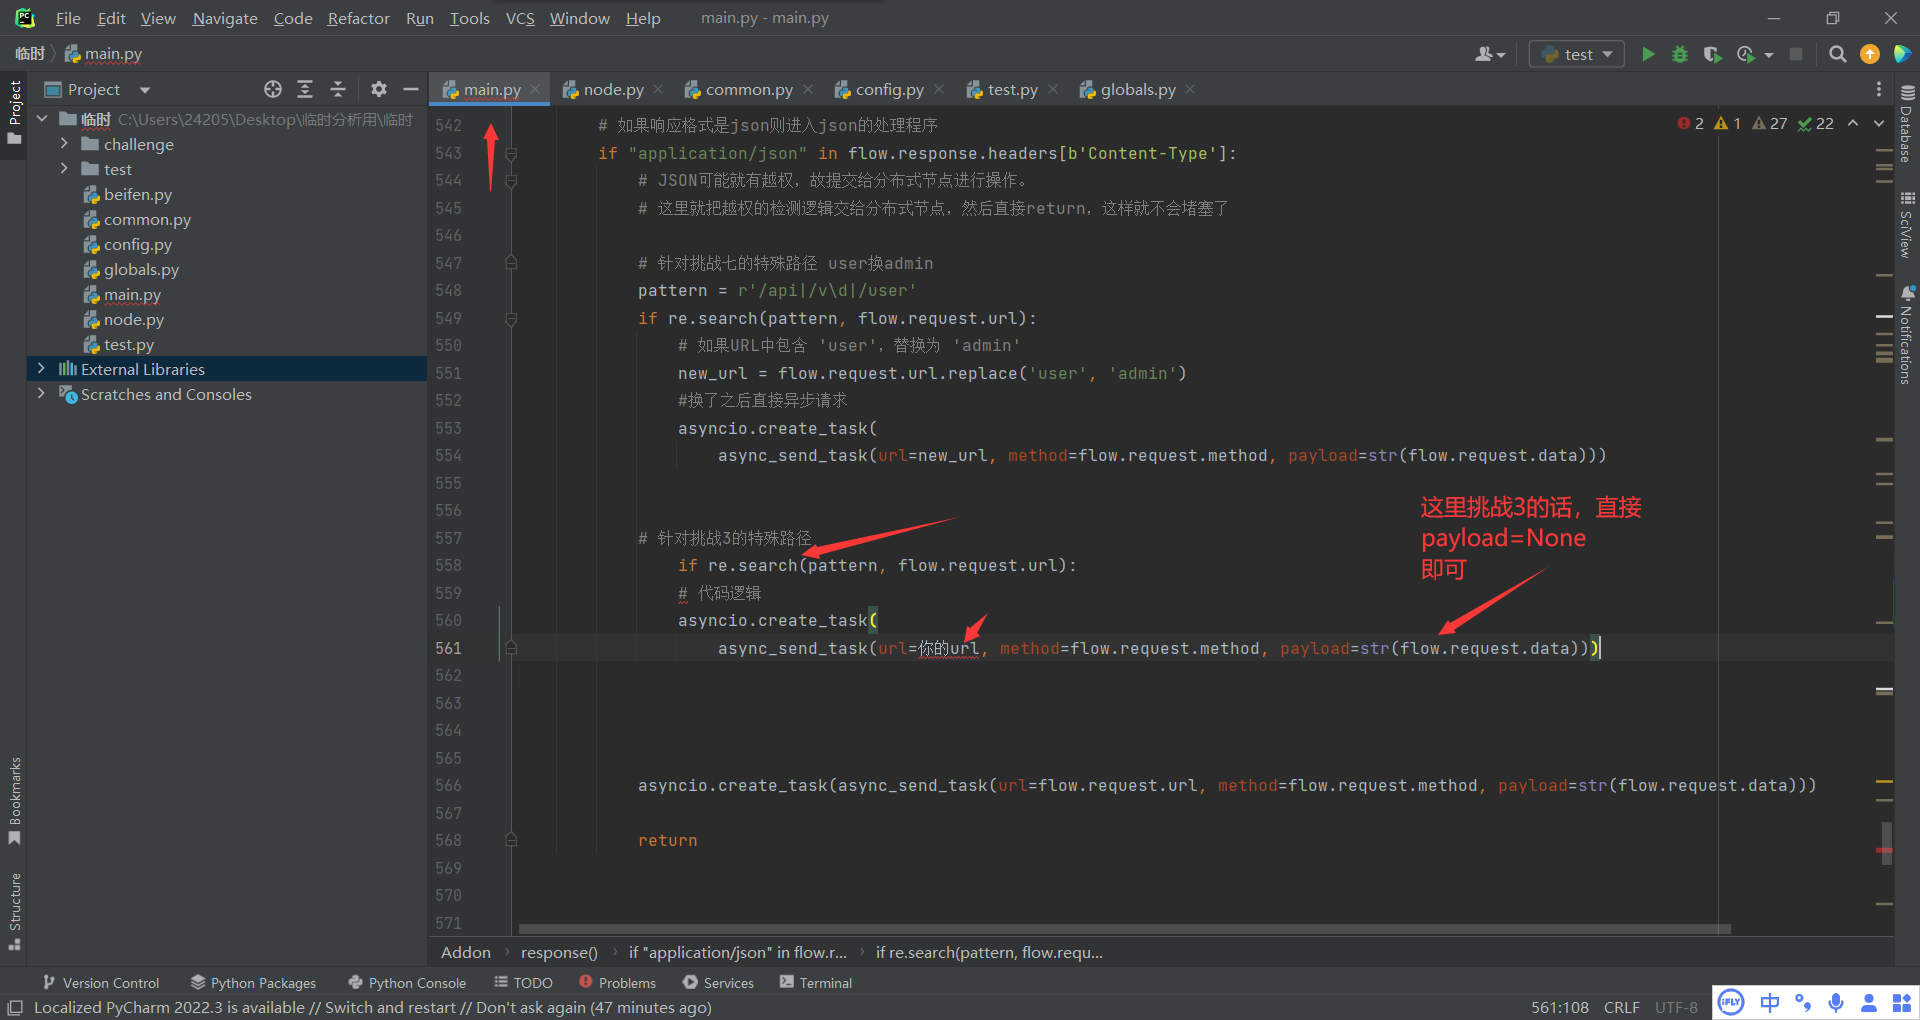 File Edit View Navigate Code Refactor Run Tools VCS Window Help main.py - main.py
临时 main.py test
Project
main.py node.py common.py config.py test.py globals.py
Project
临时 C:\Users\24205\Desktop\临时分析用\临时
challenge
test
beifen.py
common.py
config.py
globals.py
main.py
node.py
test.py
External Libraries
Scratches and Consoles
2 1 27 22
542 # 如果响应格式是json则进入json的处理程序
543 if "application/json" in flow.response.headers[b'Content-Type']:
544 # JSON可能就有越权，故提交给分布式节点进行操作。
545 # 这里就把越权的检测逻辑交给分布式节点，然后直接return，这样就不会堵塞了
546
547 # 针对挑战七的特殊路径 user换admin
548 pattern = r'/api|/v\d|/user'
549 if re.search(pattern, flow.request.url):
550 # 如果URL中包含 'user'，替换为 'admin'
551 new_url = flow.request.url.replace('user', 'admin')
552 #换了之后直接异步请求
553 asyncio.create_task(
554 async_send_task(url=new_url, method=flow.request.method, payload=str(flow.request.data)))
555
556
557 # 针对挑战3的特殊路径
558 if re.search(pattern, flow.request.url):
559 # 代码逻辑
560 asyncio.create_task(
561 async_send_task(url=你的url, method=flow.request.method, payload=str(flow.request.data)))
562
563
564
565
566 asyncio.create_task(async_send_task(url=flow.request.url, method=flow.request.method, payload=str(flow.request.data)))
567
568 return
569
570
571
这里挑战3的话，直接
payload=None
即可
Database
SciView
Notifications
Bookmarks
Structure
Addon response() if "application/json" in flow.r... if re.search(pattern, flow.requ...
Version Control Python Packages Python Console TODO Problems Services Terminal
Localized PyCharm 2022.3 is available // Switch and restart // Don't ask again (47 minutes ago) 561:108 CRLF UTF-8
iFLY 中